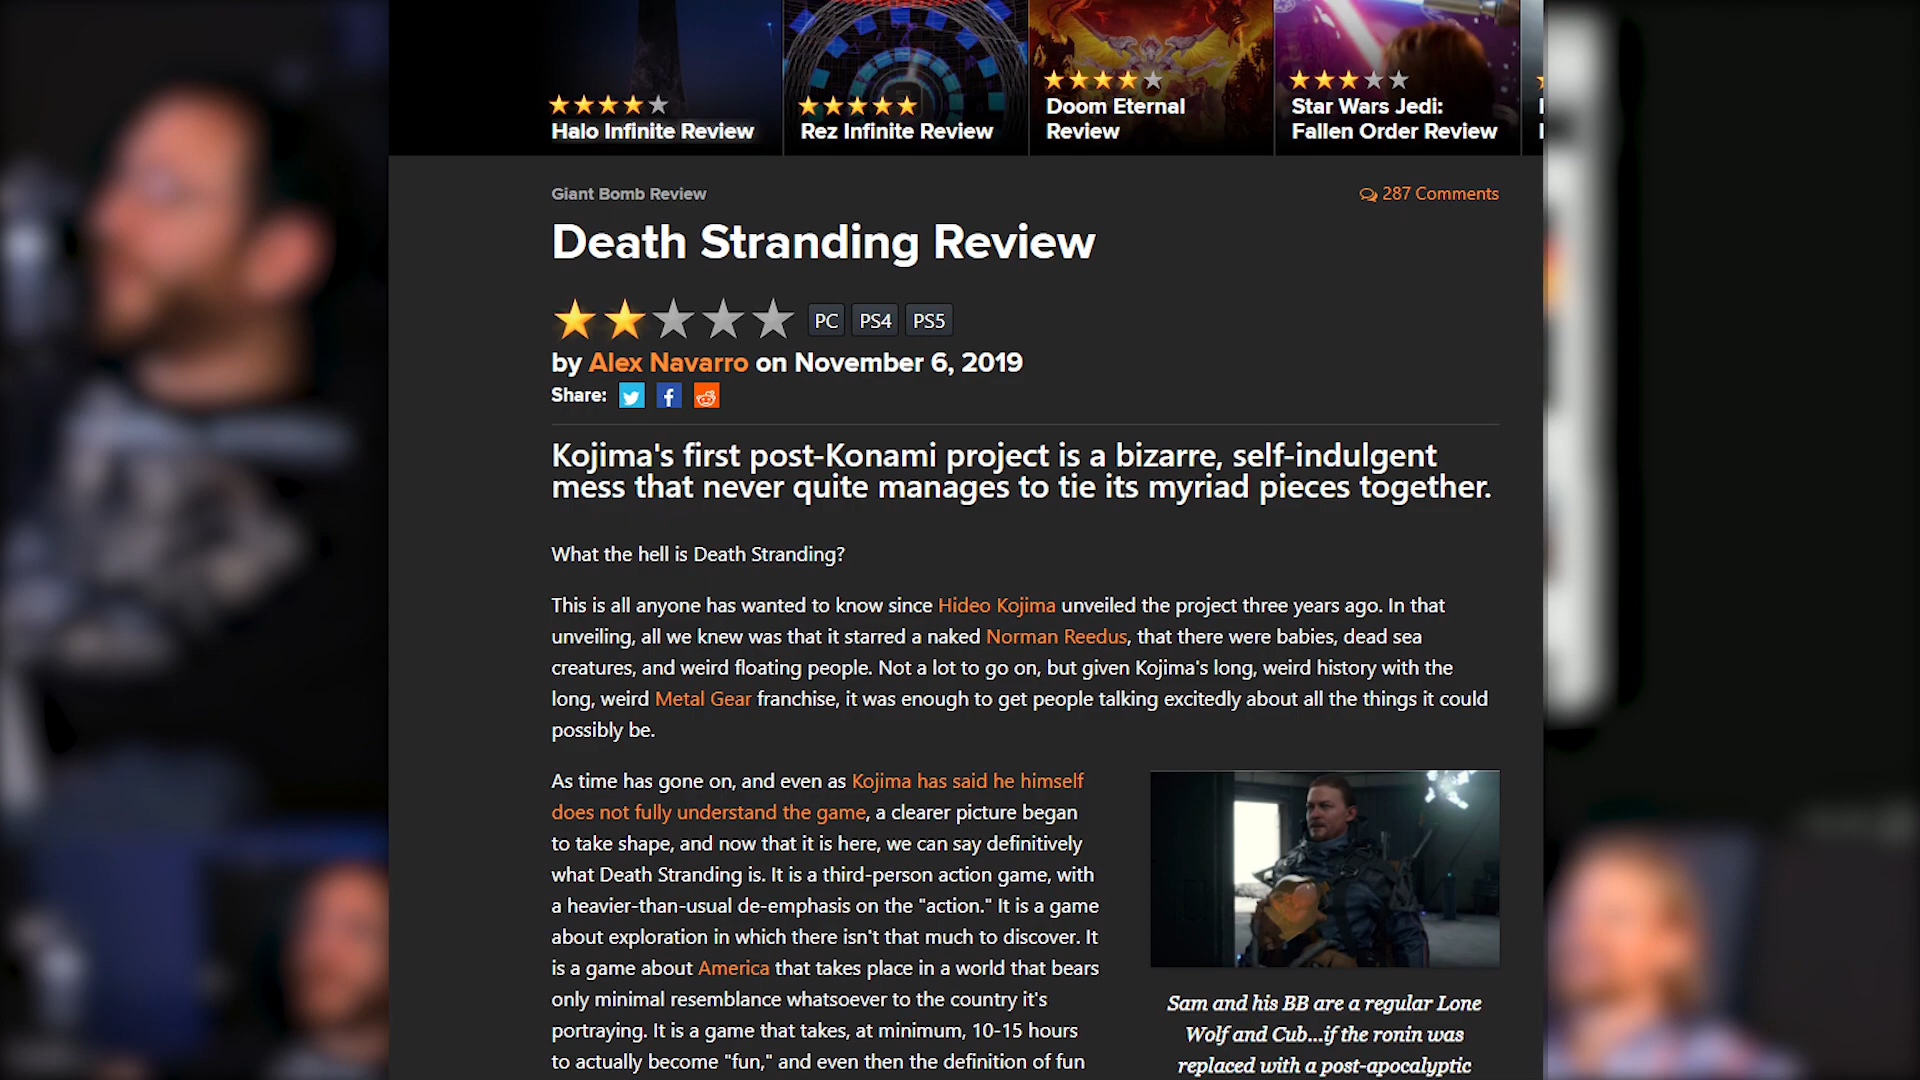 Halo Infinite Review
Rez Infinite Review
Doom Eternal
Review
Star Wars Jedi:
Fallen Order Review
Giant Bomb Review
287 Comments
Death Stranding Review
PC PS4 PS5
by Alex Navarro on November 6, 2019
Share:
Kojima's first post-Konami project is a bizarre, self-indulgent
mess that never quite manages to tie its myriad pieces together.
What the hell is Death Stranding?
This is all anyone has wanted to know since Hideo Kojima unveiled the project three years ago. In that
unveiling, all we knew was that it starred a naked Norman Reedus, that there were babies, dead sea
creatures, and weird floating people. Not a lot to go on, but given Kojima's long, weird history with the
long, weird Metal Gear franchise, it was enough to get people talking excitedly about all the things it could
possibly be.
As time has gone on, and even as Kojima has said he himself
does not fully understand the game, a clearer picture began
to take shape, and now that it is here, we can say definitively
what Death Stranding is. It is a third-person action game, with
a heavier-than-usual de-emphasis on the "action." It is a game
about exploration in which there isn't that much to discover. It
is a game about America that takes place in a world that bears
only minimal resemblance whatsoever to the country it's
portraying. It is a game that takes, at minimum, 10-15 hours
to actually become "fun," and even then the definition of fun
Sam and his BB are a regular Lone
Wolf and Cub...if the ronin was
replaced with a post-apocalyptic